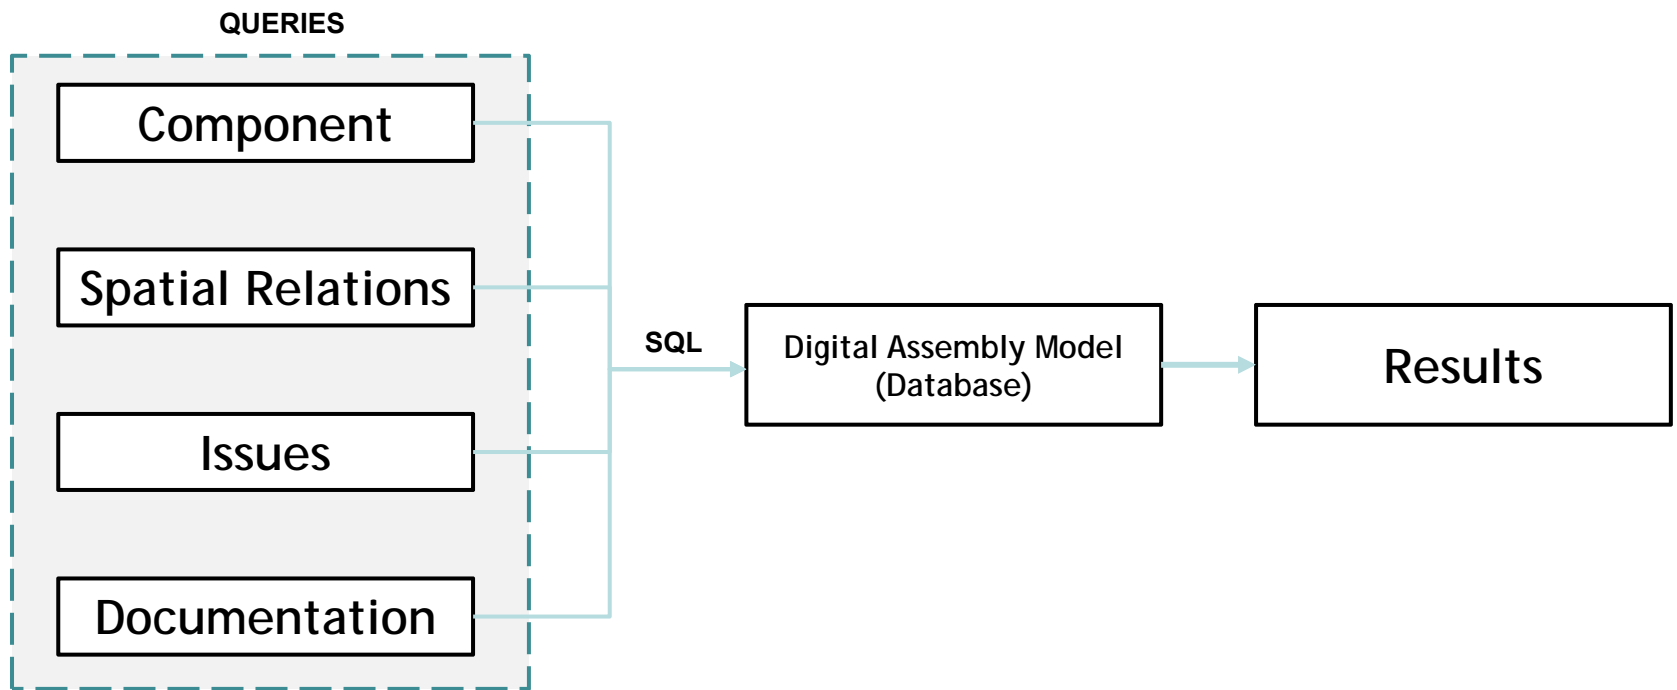 QUERIES
Component
Spatial Relations
Issues
Documentation
SQL
Digital Assembly Model
(Database)
Results